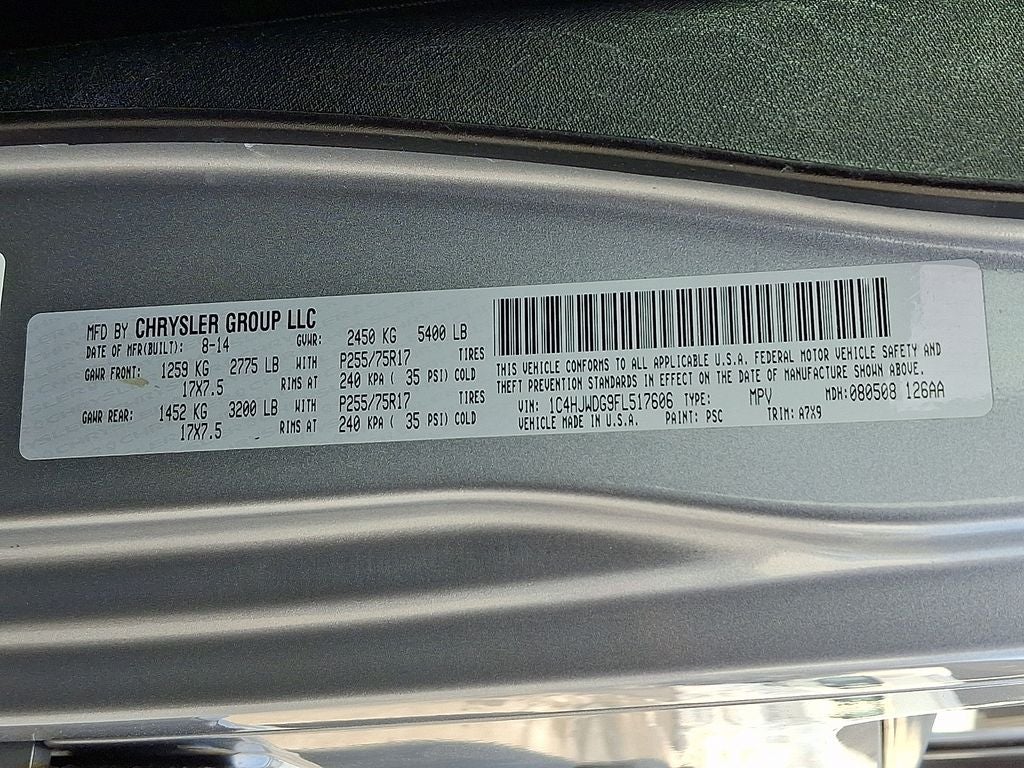 MFD BY CHRYSLER GROUP LLC
DATE OF MFR(BUILT): 8-14 GVWR: 2450 KG 5400 LB
GAWR FRONT: 1259 KG 2775 LB WITH P255/75R17 TIRES
17X7.5 RIMS AT 240 KPA ( 35 PSI) COLD
GAWR REAR: 1452 KG 3200 LB WITH P255/75R17 TIRES
17X7.5 RIMS AT 240 KPA ( 35 PSI) COLD
THIS VEHICLE CONFORMS TO ALL APPLICABLE U.S.A. FEDERAL MOTOR VEHICLE SAFETY AND
THEFT PREVENTION STANDARDS IN EFFECT ON THE DATE OF MANUFACTURE SHOWN ABOVE.
VIN: 1C4HJWDG9FL517606 TYPE: MPV MDH:080508 126AA
VEHICLE MADE IN U.S.A. PAINT: PSC TRIM: A7X9